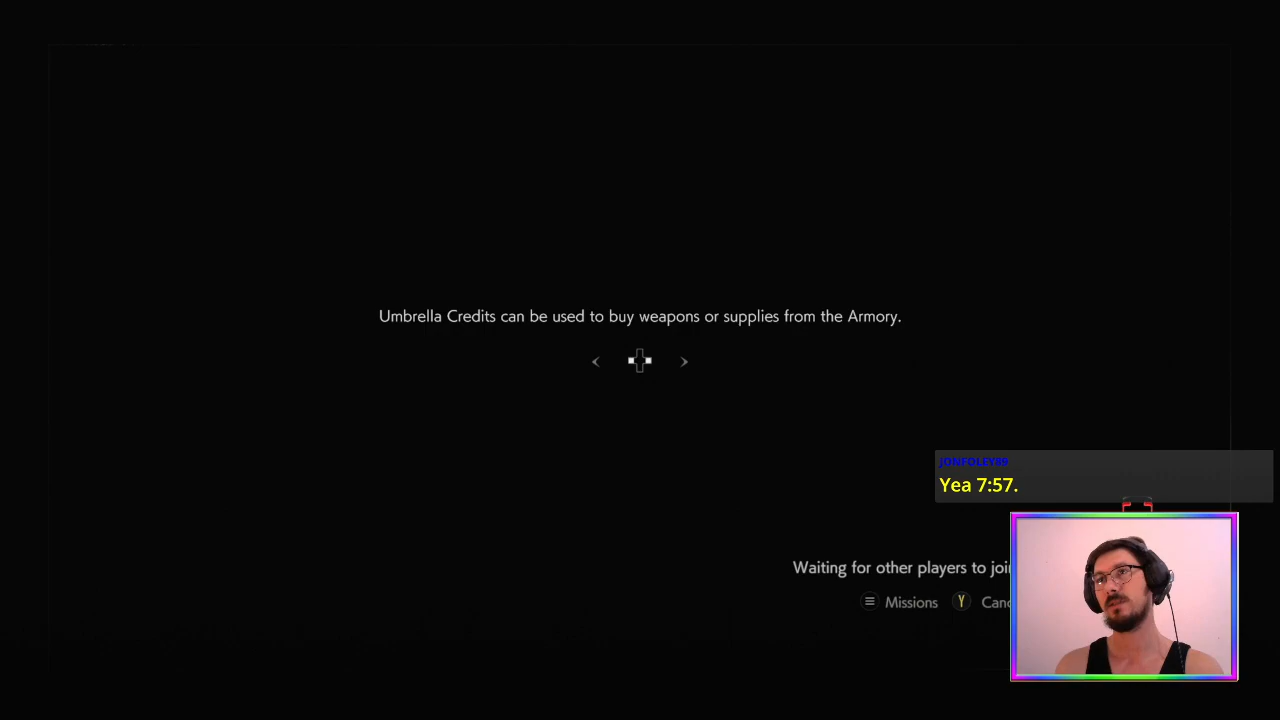 Umbrella Credits can be used to buy weapons or supplies from the Armory.
JONFOLEY89
Yea 7:57.
Waiting for other players to joi
Missions Y Canc